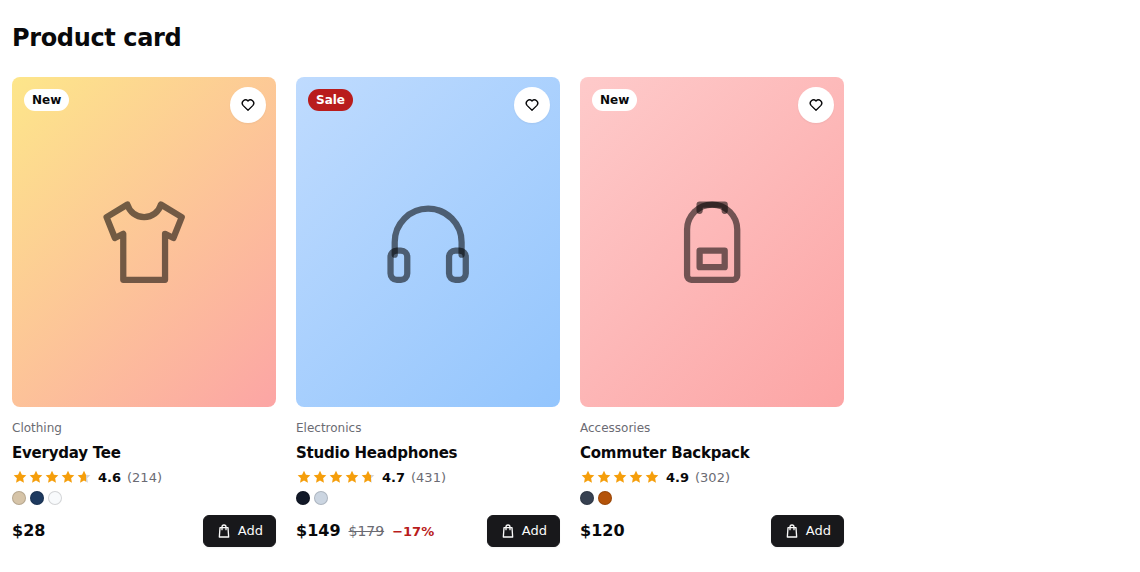 Product card
New
Sale
New
Clothing
Everyday Tee
4.6 (214)
$28
Add
Electronics
Studio Headphones
4.7 (431)
$149 $179 −17%
Add
Accessories
Commuter Backpack
4.9 (302)
$120
Add